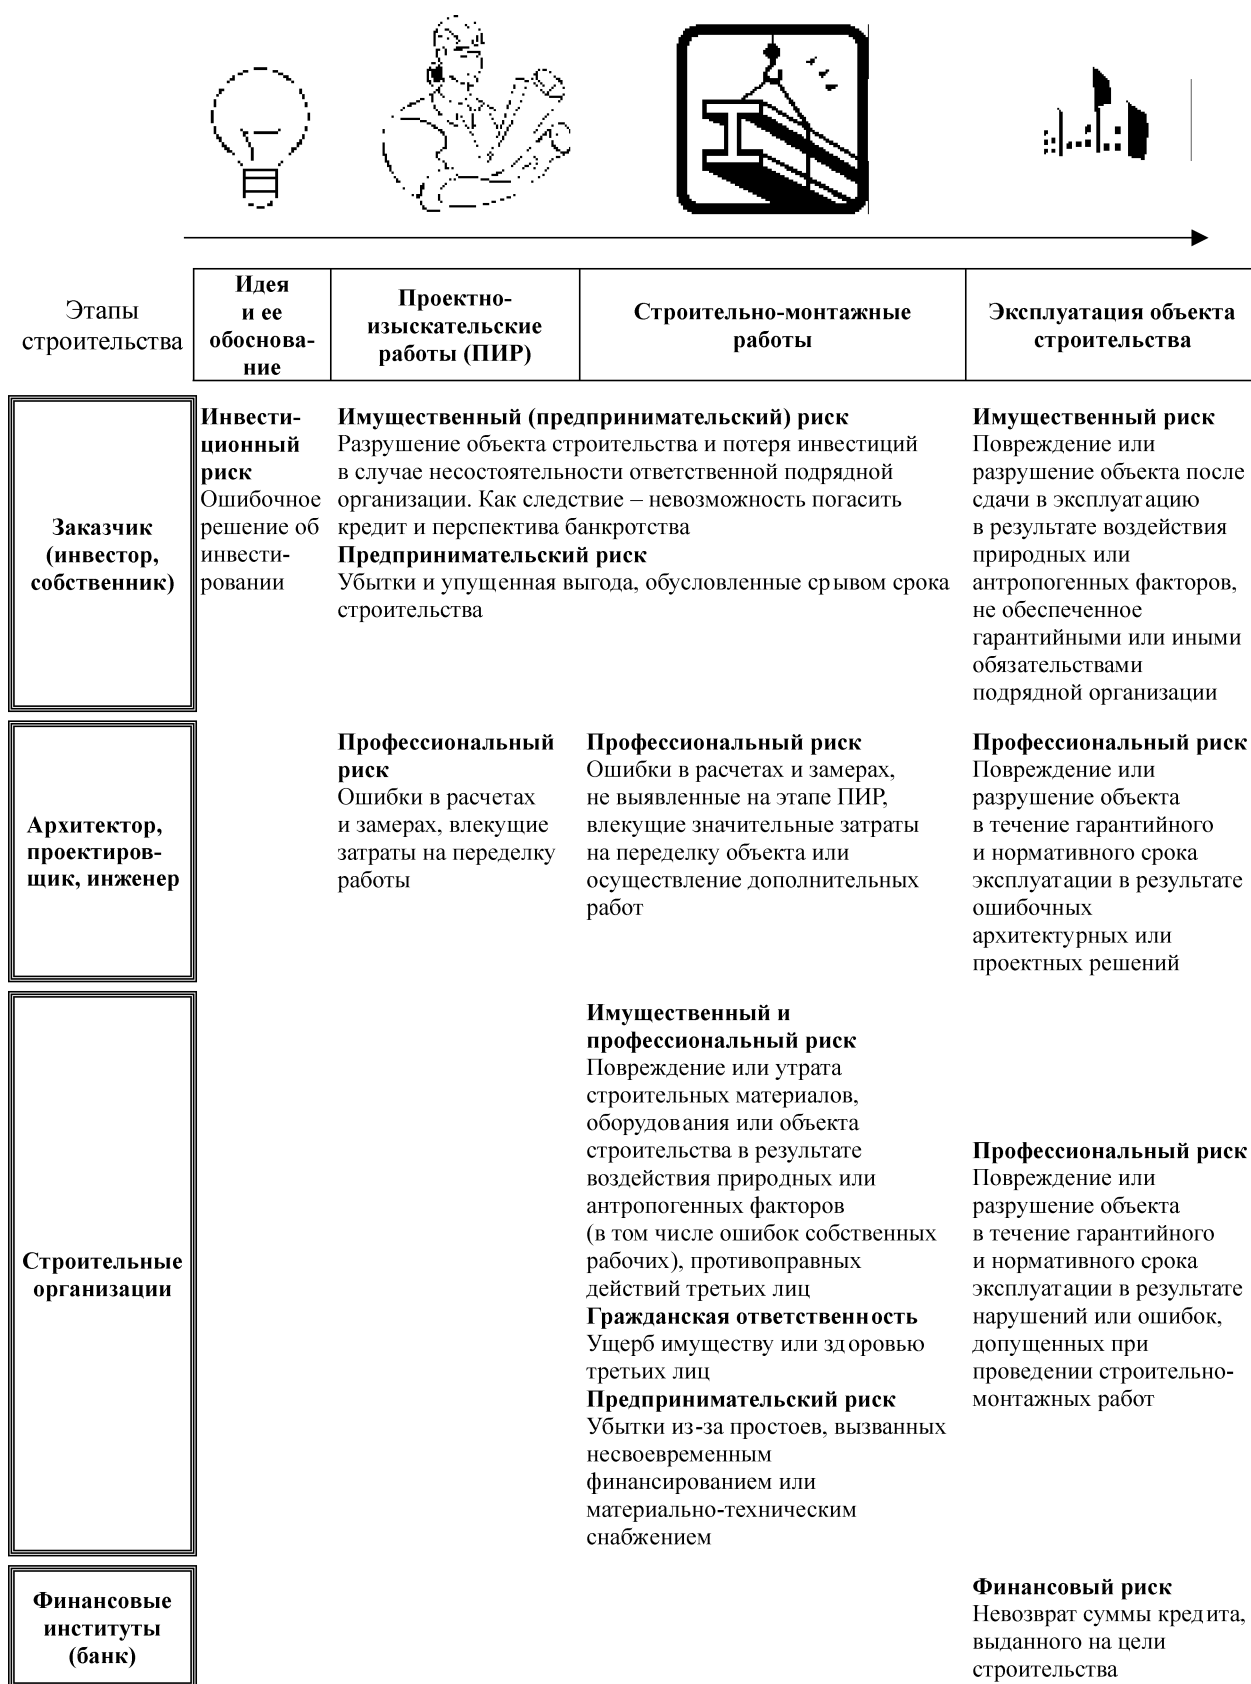 Этапы
строительства
Идея
и ее
обоснова-
ние
Проектно-
изыскательские
работы (ПИР)
Строительно-монтажные
работы
Эксплуатация объекта
строительства
Заказчик
(инвестор,
собственник)
Инвести-
ционный
риск
Ошибочное
решение об
инвести-
ровании
Имущественный (предпринимательский) риск
Разрушение объекта строительства и потеря инвестиций
в случае несостоятельности ответственной подрядной
организации. Как следствие – невозможность погасить
кредит и перспектива банкротства
Предпринимательский риск
Убытки и упущенная выгода, обусловленные срывом срока
строительства
Имущественный риск
Повреждение или
разрушение объекта после
сдачи в эксплуатацию
в результате воздействия
природных или
антропогенных факторов,
не обеспеченное
гарантийными или иными
обязательствами
подрядной организации
Архитектор,
проектиров-
щик, инженер
Профессиональный
риск
Ошибки в расчетах
и замерах, влекущие
затраты на переделку
работы
Профессиональный риск
Ошибки в расчетах и замерах,
не выявленные на этапе ПИР,
влекущие значительные затраты
на переделку объекта или
осуществление дополнительных
работ
Профессиональный риск
Повреждение или
разрушение объекта
в течение гарантийного
и нормативного срока
эксплуатации в результате
ошибочных
архитектурных или
проектных решений
Строительные
организации
Имущественный и
профессиональный риск
Повреждение или утрата
строительных материалов,
оборудования или объекта
строительства в результате
воздействия природных или
антропогенных факторов
(в том числе ошибок собственных
рабочих), противоправных
действий третьих лиц
Гражданская ответственность
Ущерб имуществу или здоровью
третьих лиц
Предпринимательский риск
Убытки из-за простоев, вызванных
несвоевременным
финансированием или
материально-техническим
снабжением
Профессиональный риск
Повреждение или
разрушение объекта
в течение гарантийного
и нормативного срока
эксплуатации в результате
нарушений или ошибок,
допущенных при
проведении строительно-
монтажных работ
Финансовые
институты
(банк)
Финансовый риск
Невозврат суммы кредита,
выданного на цели
строительства